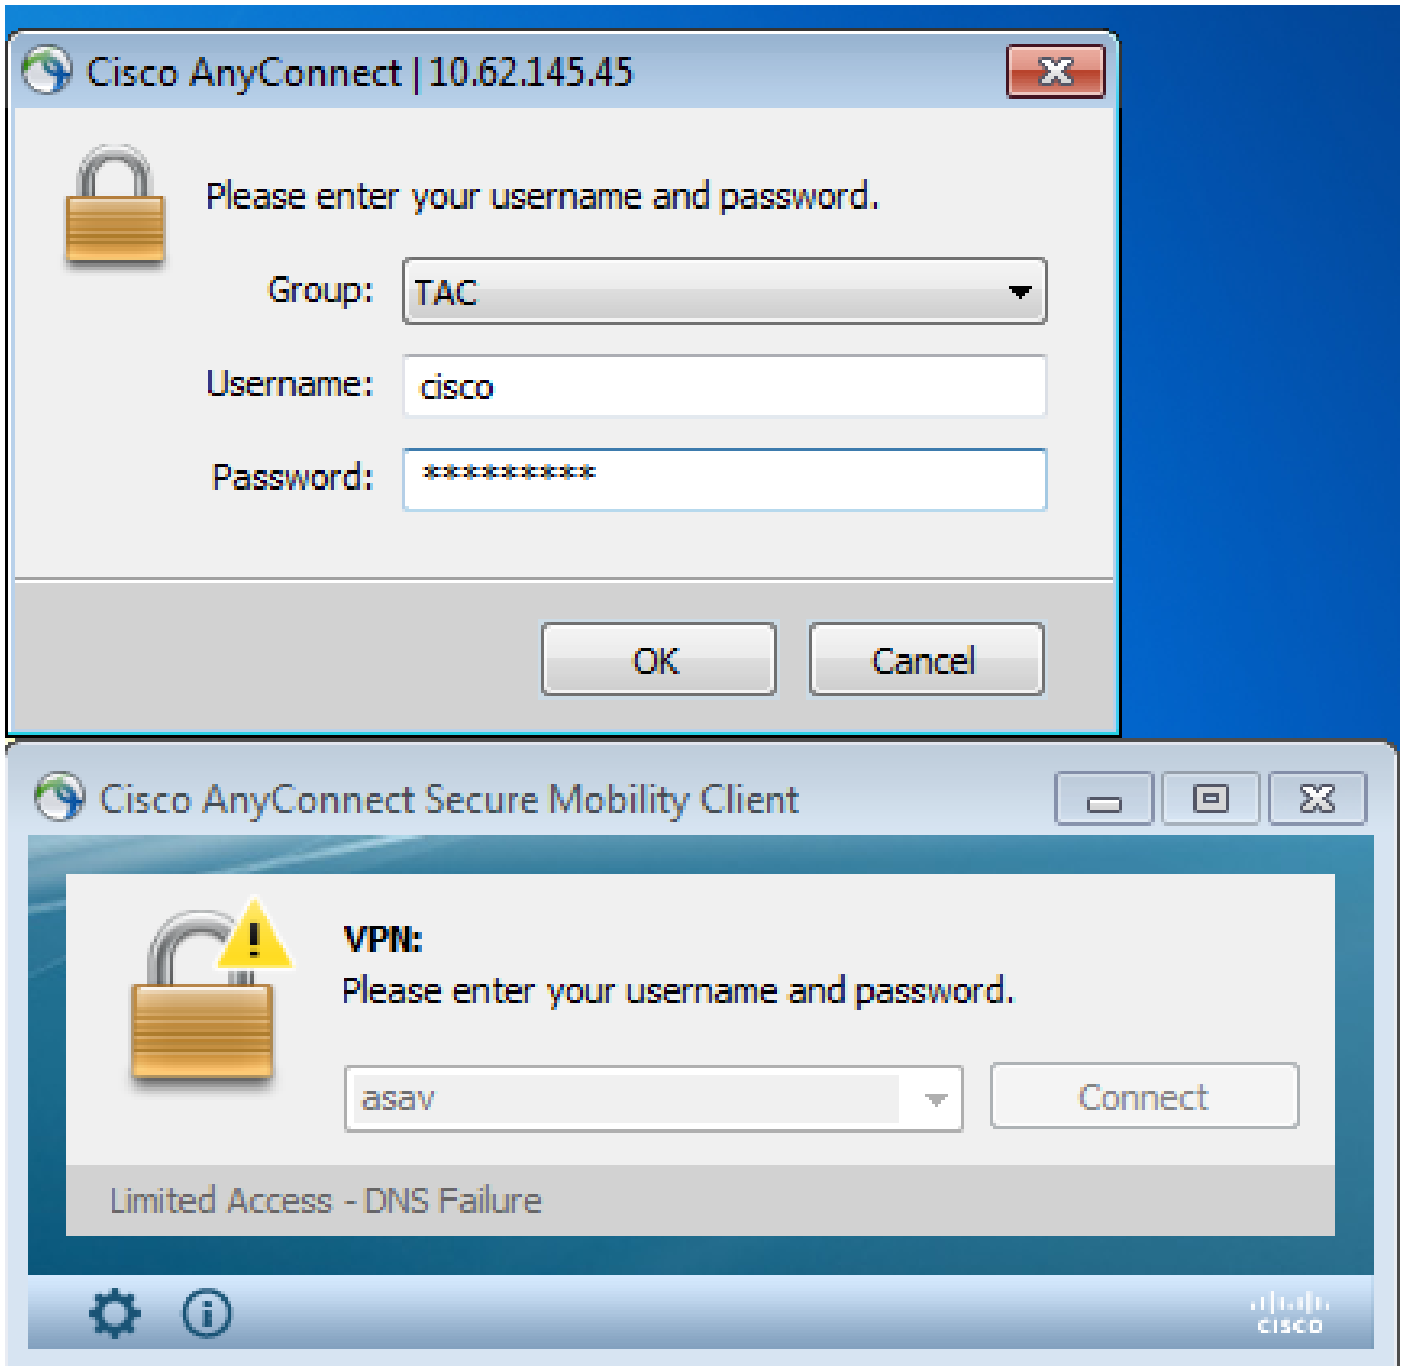 Cisco AnyConnect | 10.62.145.45
Please enter your username and password.
Group: TAC
Username: cisco
Password: *********
OK Cancel
Cisco AnyConnect Secure Mobility Client
VPN:
Please enter your username and password.
asav Connect
Limited Access - DNS Failure
CISCO